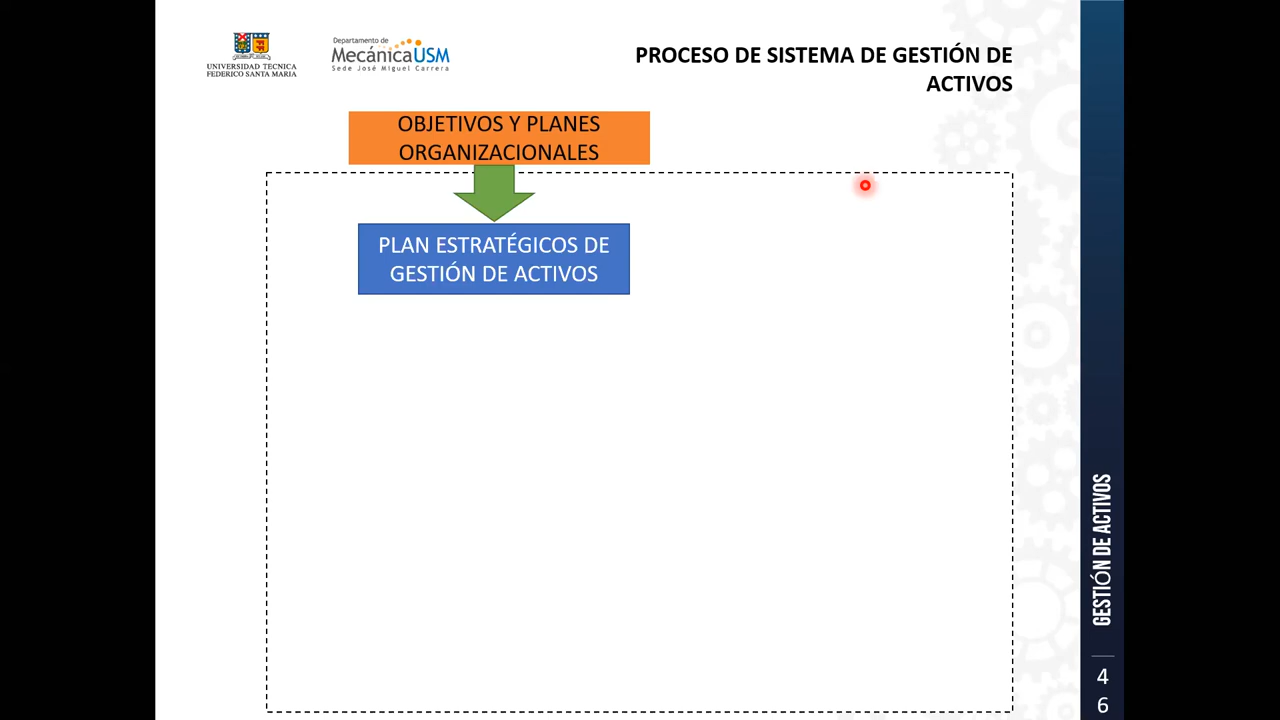 UNIVERSIDAD TECNICA
FEDERICO SANTA MARIA
Departamento de
MecánicaUSM
Sede José Miguel Carrera
PROCESO DE SISTEMA DE GESTIÓN DE
ACTIVOS
OBJETIVOS Y PLANES
ORGANIZACIONALES
PLAN ESTRATÉGICOS DE
GESTIÓN DE ACTIVOS
GESTIÓN DE ACTIVOS
4
6